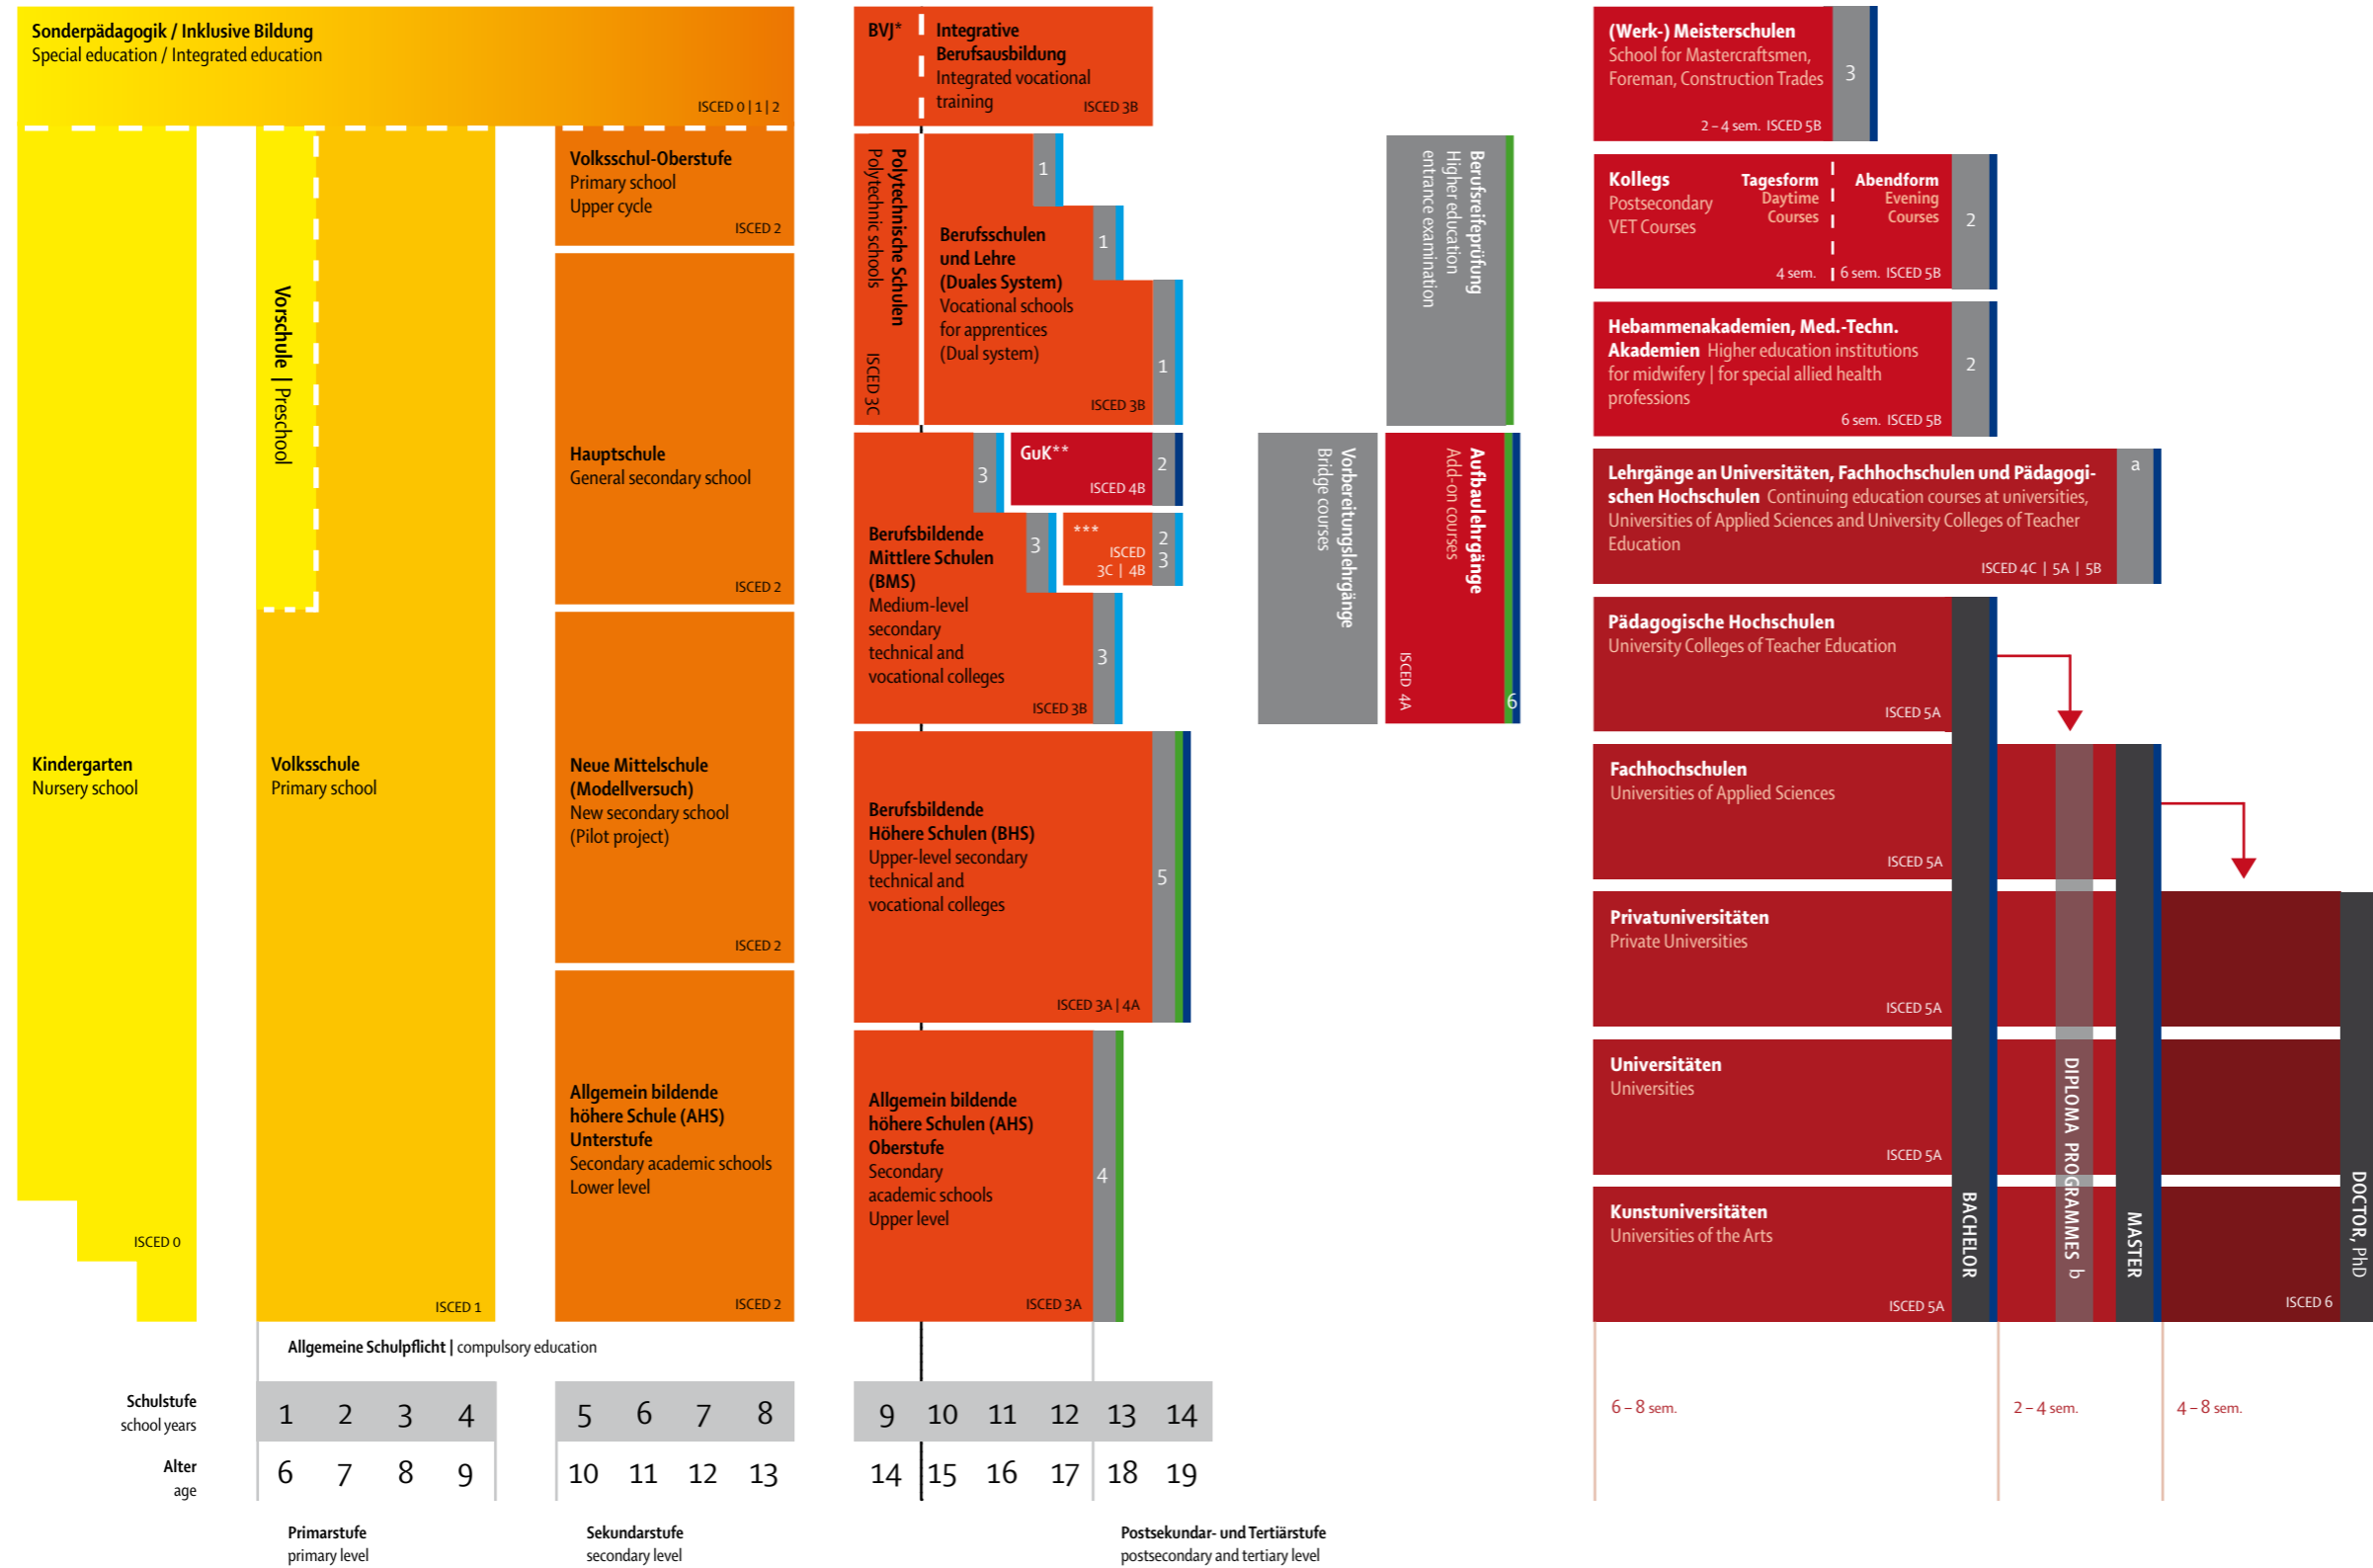 Sonderpädagogik / Inklusive Bildung
Special education / Integrated education
ISCED 0 | 1 | 2
Kindergarten
Nursery school
ISCED 0
Vorschule | Preschool
Volksschule
Primary school
ISCED 1
Volksschul-Oberstufe
Primary school
Upper cycle
ISCED 2
Hauptschule
General secondary school
ISCED 2
Neue Mittelschule
(Modellversuch)
New secondary school
(Pilot project)
ISCED 2
Allgemein bildende
höhere Schule (AHS)
Unterstufe
Secondary academic schools
Lower level
ISCED 2
BVJ*
Integrative
Berufsausbildung
Integrated vocational
training
ISCED 3B
Polytechnische Schulen
Polytechnic schools
ISCED 3C
Berufsschulen
und Lehre
(Duales System)
Vocational schools
for apprentices
(Dual system)
ISCED 3B
1
1
1
Berufsbildende
Mittlere Schulen
(BMS)
Medium-level
secondary
technical and
vocational colleges
ISCED 3B
3
3
3
GuK**
ISCED 4B
2
***
ISCED
3C | 4B
2
3
Berufsbildende
Höhere Schulen (BHS)
Upper-level secondary
technical and
vocational colleges
ISCED 3A | 4A
5
Allgemein bildende
höhere Schulen (AHS)
Oberstufe
Secondary
academic schools
Upper level
ISCED 3A
4
Berufsreifeprüfung
Higher education
entrance examination
Vorbereitungslehrgänge
Bridge courses
Aufbaulehrgänge
Add-on courses
ISCED 4A
6
(Werk-) Meisterschulen
School for Mastercraftsmen,
Foreman, Construction Trades
2 – 4 sem. ISCED 5B
3
Kollegs
Postsecondary
VET Courses
Tagesform
Daytime
Courses
4 sem.
Abendform
Evening
Courses
6 sem. ISCED 5B
2
Hebammenakademien, Med.-Techn.
Akademien Higher education institutions
for midwifery | for special allied health
professions
6 sem. ISCED 5B
2
Lehrgänge an Universitäten, Fachhochschulen und Pädagogi-
schen Hochschulen Continuing education courses at universities,
Universities of Applied Sciences and University Colleges of Teacher
Education
ISCED 4C | 5A | 5B
a
Pädagogische Hochschulen
University Colleges of Teacher Education
ISCED 5A
Fachhochschulen
Universities of Applied Sciences
ISCED 5A
Privatuniversitäten
Private Universities
ISCED 5A
Universitäten
Universities
ISCED 5A
Kunstuniversitäten
Universities of the Arts
ISCED 5A
BACHELOR
DIPLOMA PROGRAMMES b
MASTER
ISCED 6
DOCTOR, PhD
Allgemeine Schulpflicht | compulsory education
Schulstufe
school years
1 2 3 4 5 6 7 8 9 10 11 12 13 14
Alter
age
6 7 8 9 10 11 12 13 14 15 16 17 18 19
6 – 8 sem.
2 – 4 sem.
4 – 8 sem.
Primarstufe
primary level
Sekundarstufe
secondary level
Postsekundar- und Tertiärstufe
postsecondary and tertiary level